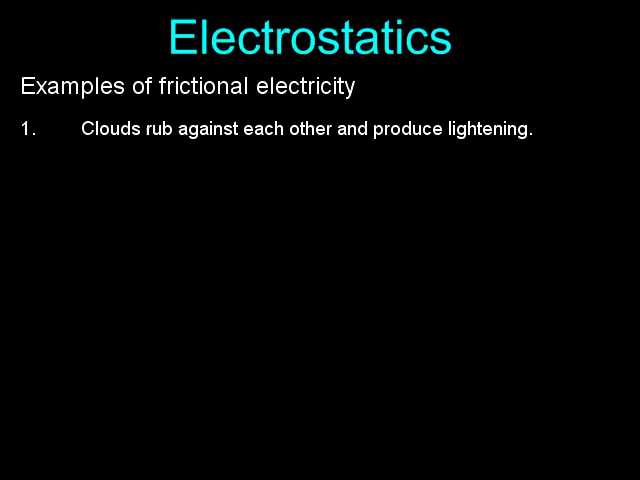 Electrostatics
Examples of frictional electricity
1. Clouds rub against each other and produce lightening.